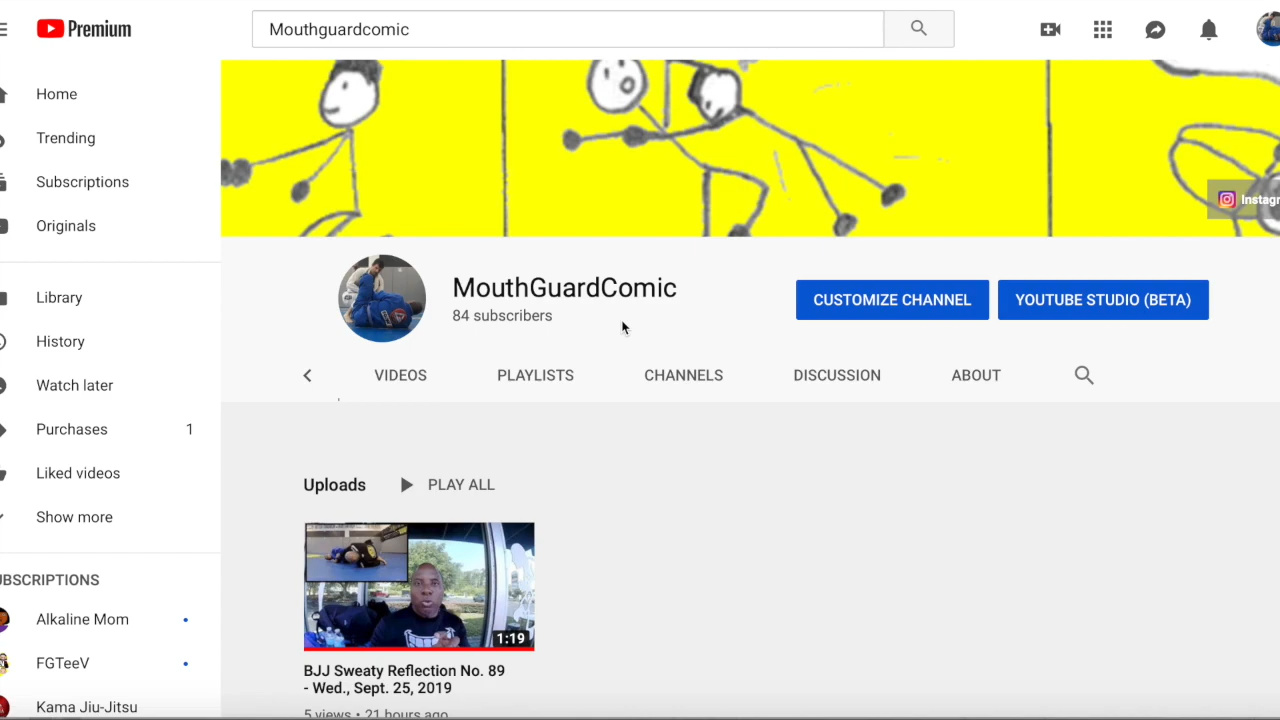 Premium
Mouthguardcomic
Home
Trending
Subscriptions
Originals
Library
History
Watch later
Purchases 1
Liked videos
Show more
UBSCRIPTIONS
Alkaline Mom
FGTeeV
Kama Jiu-Jitsu
Instagr
MouthGuardComic
84 subscribers
CUSTOMIZE CHANNEL
YOUTUBE STUDIO (BETA)
VIDEOS PLAYLISTS CHANNELS DISCUSSION ABOUT
Uploads PLAY ALL
1:19
BJJ Sweaty Reflection No. 89
- Wed., Sept. 25, 2019
5 views • 21 hours ago